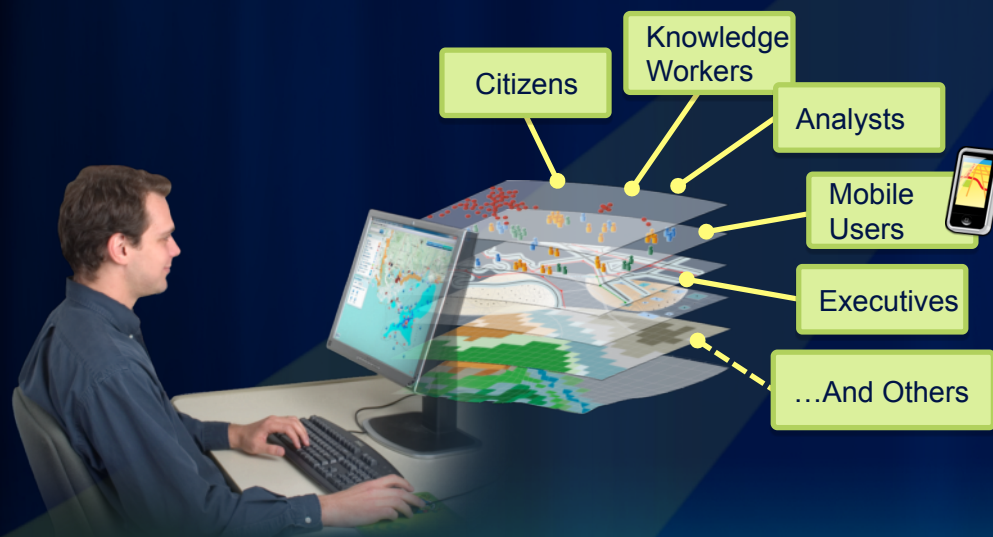 Citizens
Knowledge
Workers
Analysts
Mobile
Users
Executives
…And Others